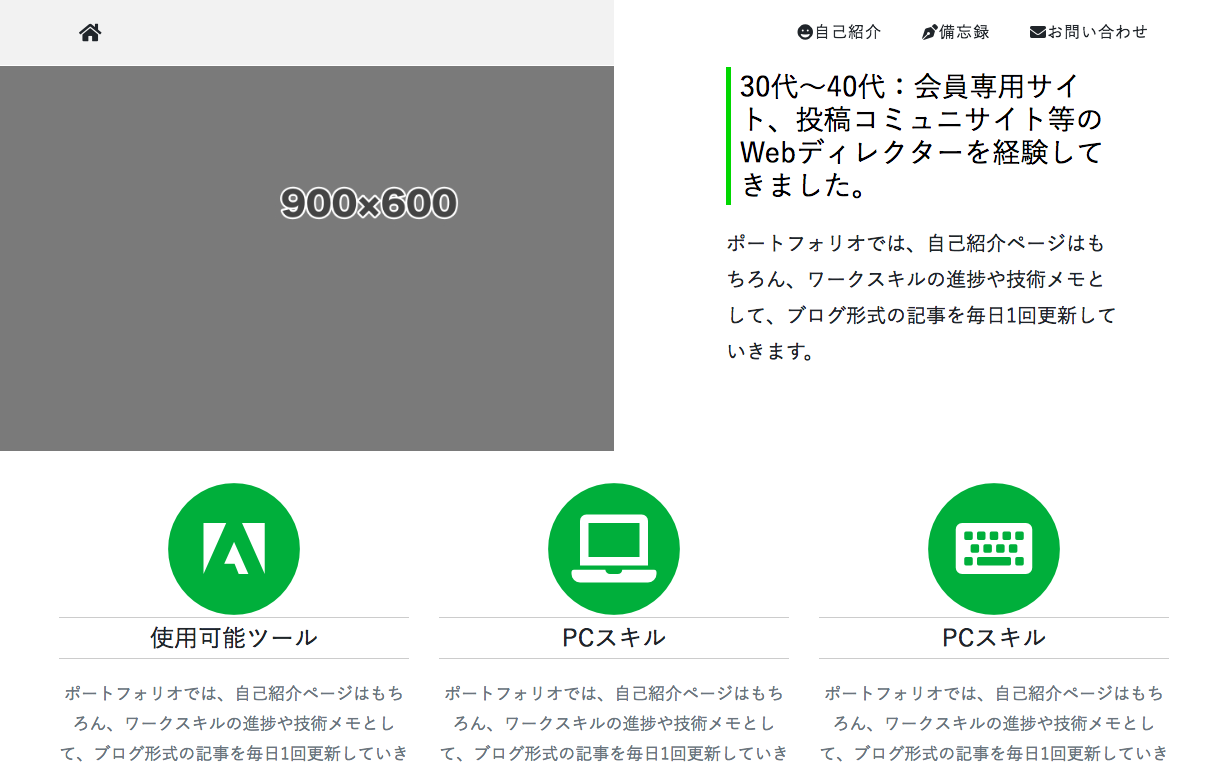 自己紹介 備忘録 お問い合わせ
900×600
30代〜40代：会員専用サイ
ト、投稿コミュニサイト等の
Webディレクターを経験して
きました。
ポートフォリオでは、自己紹介ページはも
ちろん、ワークスキルの進捗や技術メモと
して、ブログ形式の記事を毎日1回更新して
いきます。
使用可能ツール
ポートフォリオでは、自己紹介ページはもち
ろん、ワークスキルの進捗や技術メモとし
て、ブログ形式の記事を毎日1回更新していき
PCスキル
ポートフォリオでは、自己紹介ページはもち
ろん、ワークスキルの進捗や技術メモとし
て、ブログ形式の記事を毎日1回更新していき
PCスキル
ポートフォリオでは、自己紹介ページはもち
ろん、ワークスキルの進捗や技術メモとし
て、ブログ形式の記事を毎日1回更新していき